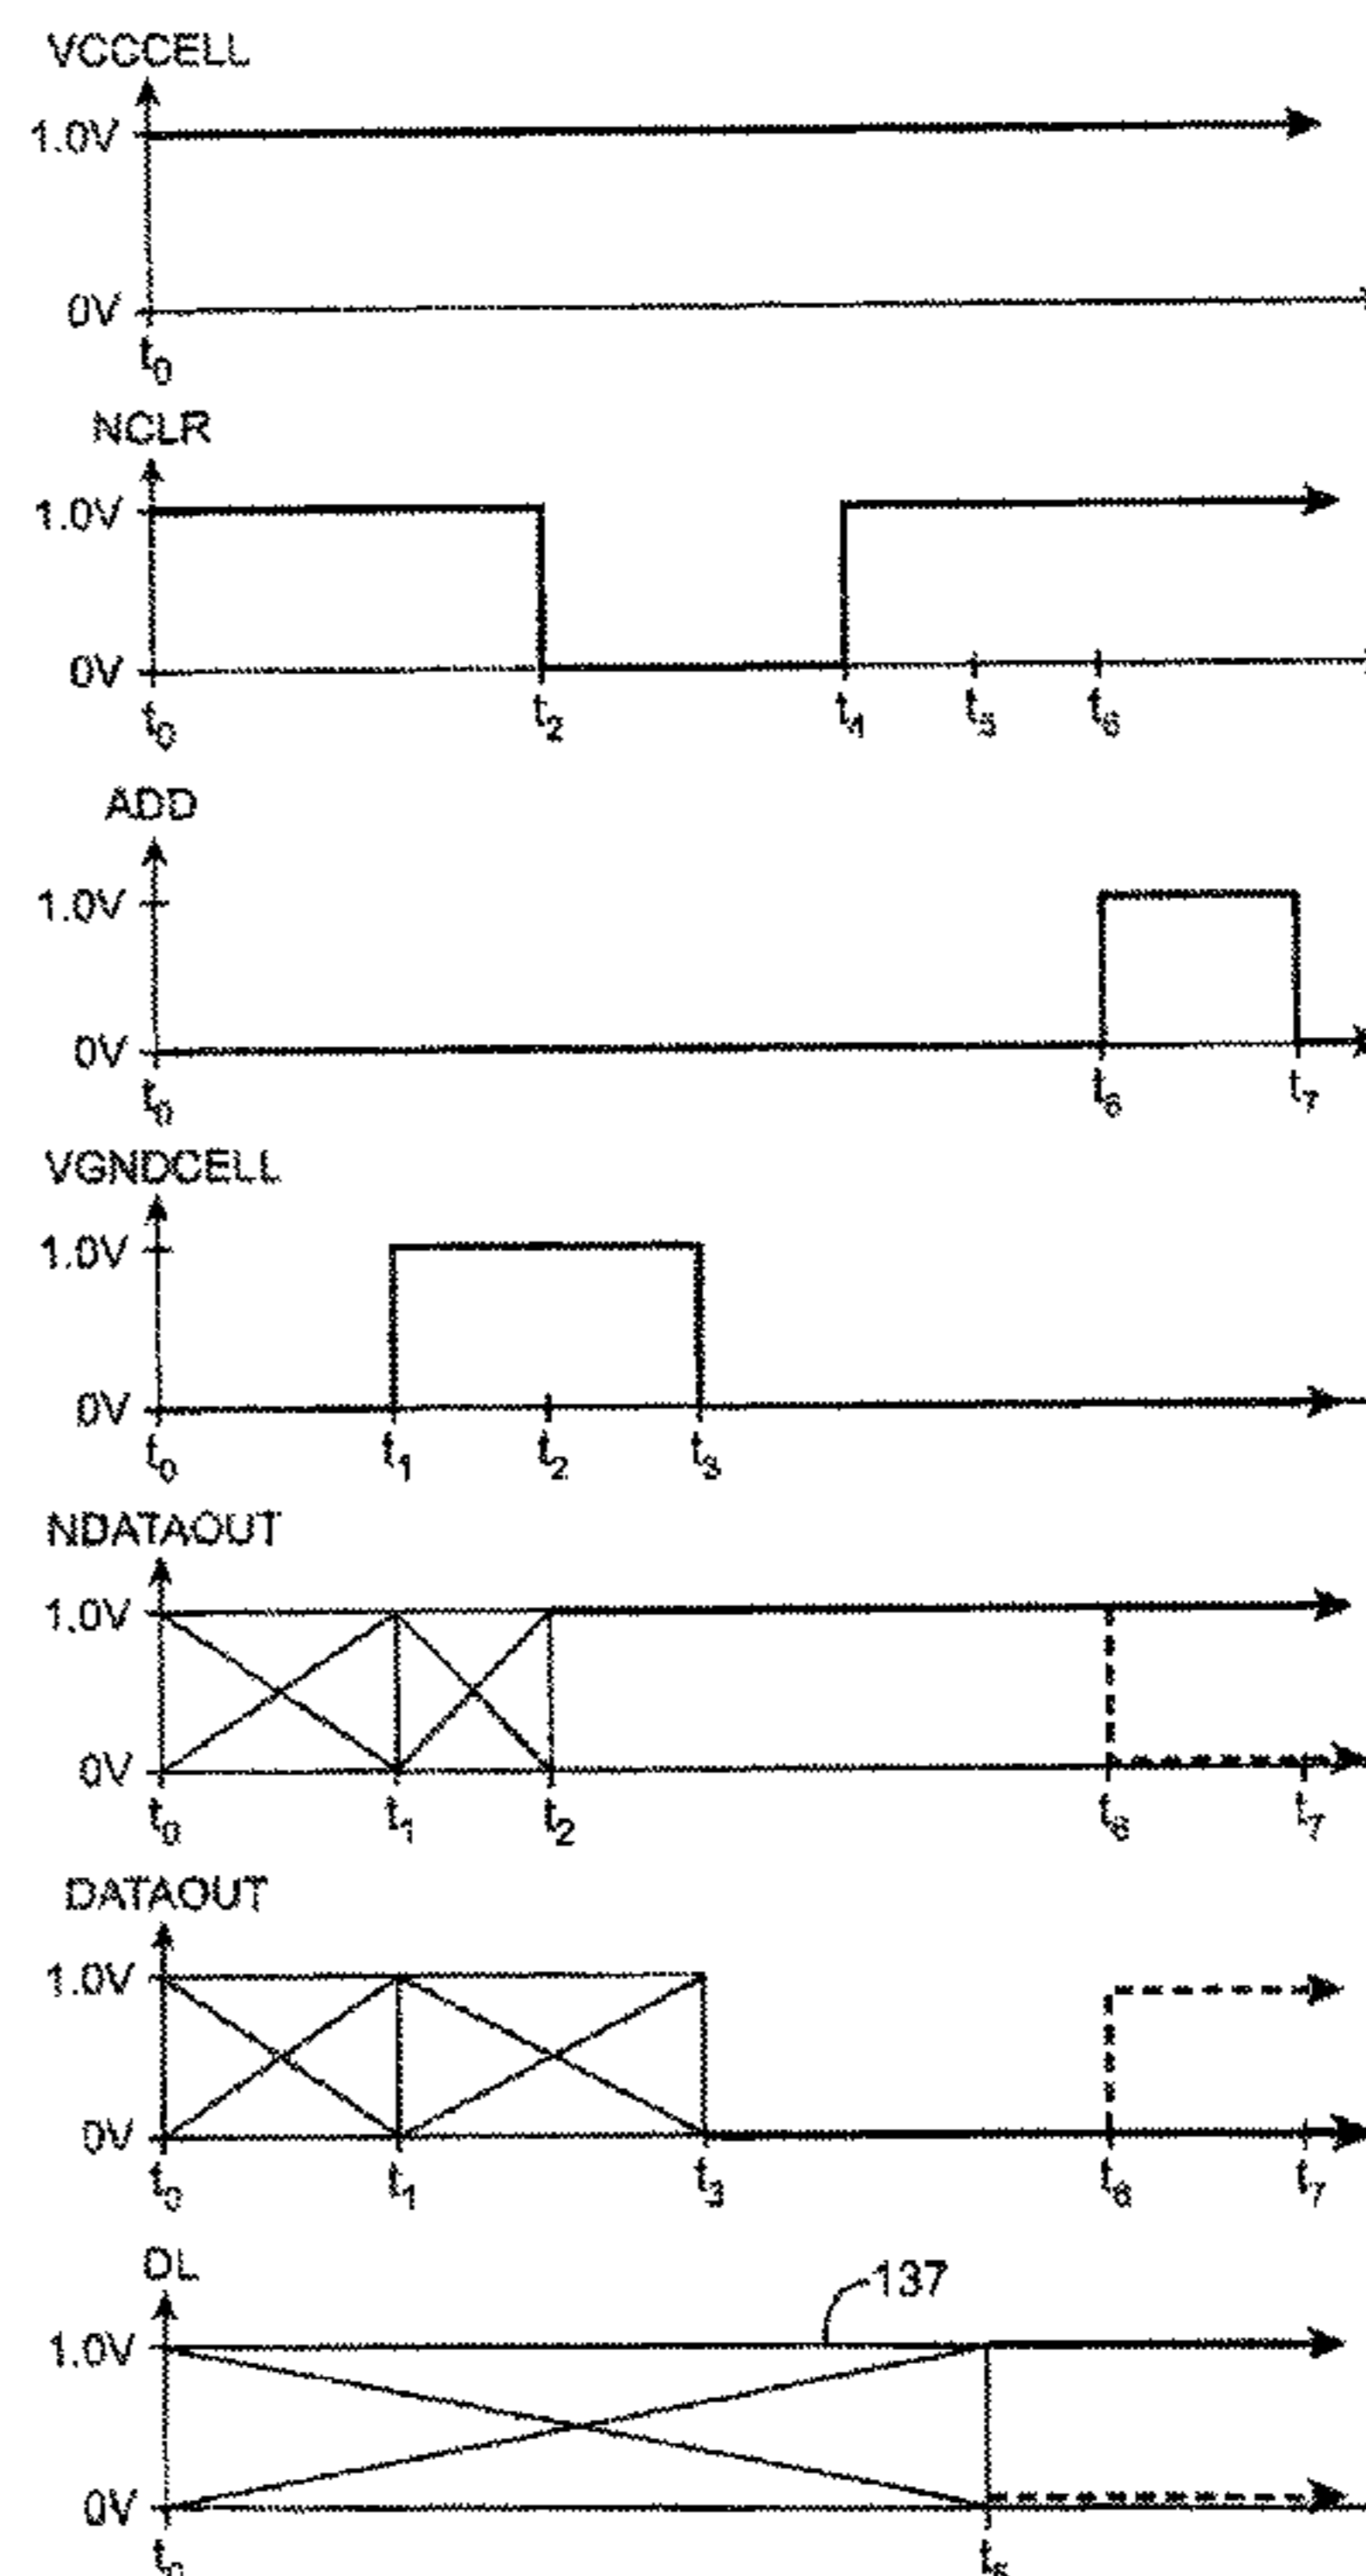 VCCCELL
1.0V
0V
t0
NCLR
1.0V
0V
t0 t2 t4 t5 t6
ADD
1.0V
0V
t0 t6 t7
VGNDCELL
1.0V
0V
t0 t1 t2 t3
NDATAOUT
1.0V
0V
t0 t1 t2 t6 t7
DATAOUT
1.0V
0V
t0 t1 t3 t6 t7
DL
137
1.0V
0V
t0 t5